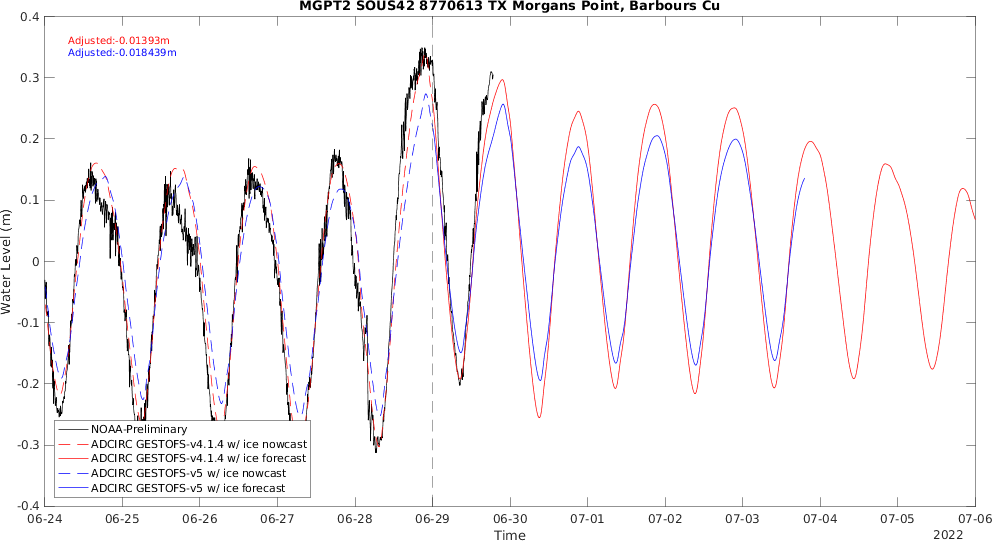 MGPT2 SOUS42 8770613 TX Morgans Point, Barbours Cu
Adjusted:-0.01393m
Adjusted:-0.018439m
Water Level (m)
0.4
0.3
0.2
0.1
0
-0.1
-0.2
-0.3
-0.4
NOAA-Preliminary
ADCIRC GESTOFS-v4.1.4 w/ ice nowcast
ADCIRC GESTOFS-v4.1.4 w/ ice forecast
ADCIRC GESTOFS-v5 w/ ice nowcast
ADCIRC GESTOFS-v5 w/ ice forecast
06-24 06-25 06-26 06-27 06-28 06-29 06-30 07-01 07-02 07-03 07-04 07-05 07-06
Time
2022